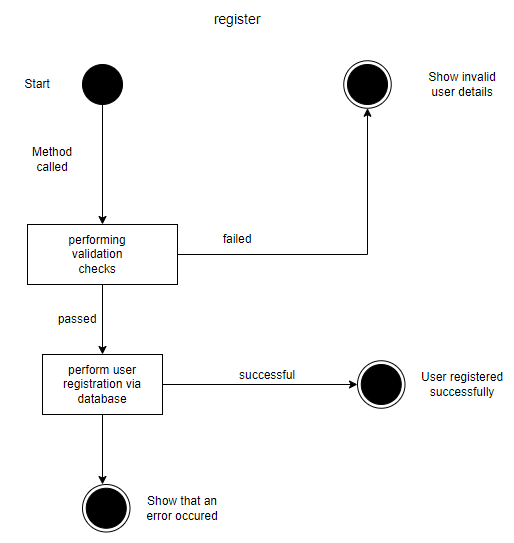 register
Start
Show invalid
user details
Method
called
performing
validation
checks
failed
passed
perform user
registration via
database
successful
User registered
successfully
Show that an
error occured